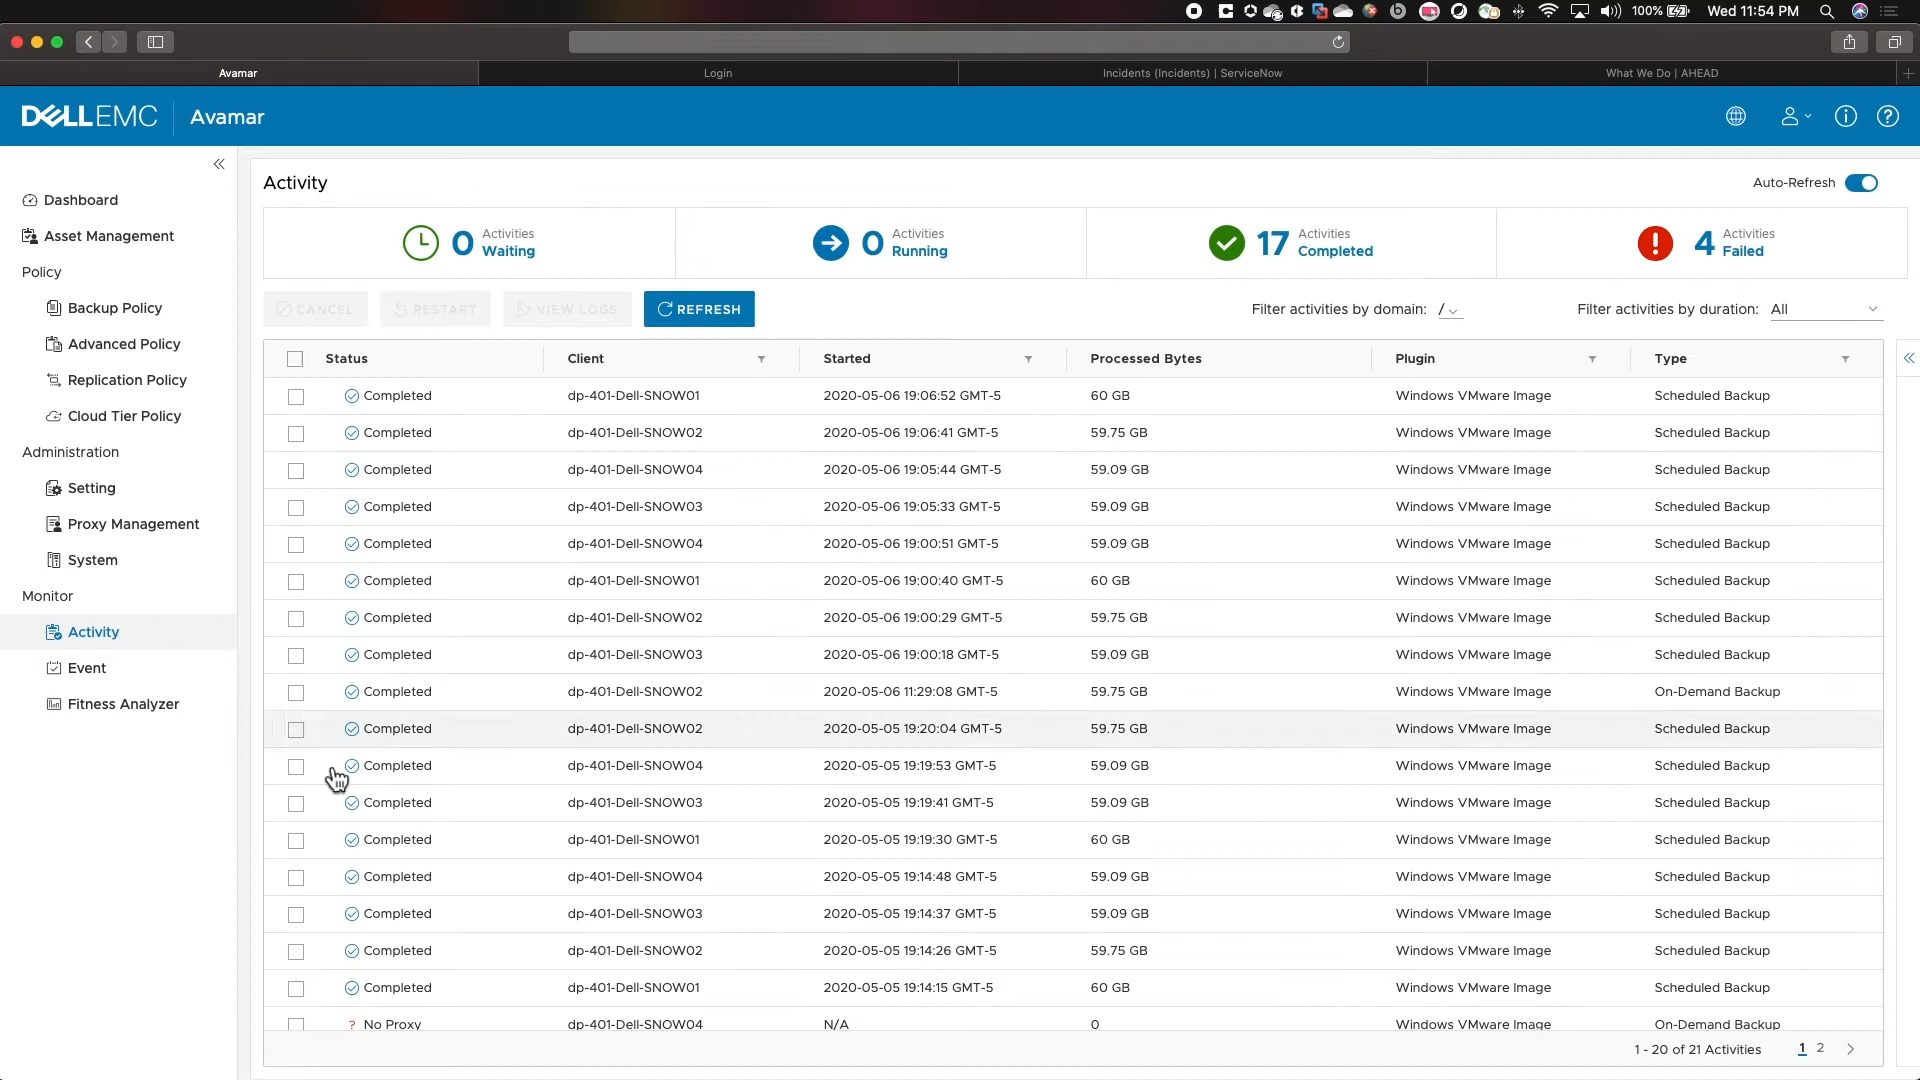 100%
Wed 11:54 PM
Avamar
Login
Incidents (Incidents) | ServiceNow
What We Do | AHEAD
DELLEMC
Avamar
Dashboard
Asset Management
Policy
Backup Policy
Advanced Policy
Replication Policy
Cloud Tier Policy
Administration
Setting
Proxy Management
System
Monitor
Activity
Event
Fitness Analyzer
Activity
Auto-Refresh
0 Activities Waiting
0 Activities Running
17 Activities Completed
4 Activities Failed
CANCEL RESTART VIEW LOGS REFRESH
Filter activities by domain: /
Filter activities by duration: All
Status Client Started Processed Bytes Plugin Type
Completed dp-401-Dell-SNOW01 2020-05-06 19:06:52 GMT-5 60 GB Windows VMware Image Scheduled Backup
Completed dp-401-Dell-SNOW02 2020-05-06 19:06:41 GMT-5 59.75 GB Windows VMware Image Scheduled Backup
Completed dp-401-Dell-SNOW04 2020-05-06 19:05:44 GMT-5 59.09 GB Windows VMware Image Scheduled Backup
Completed dp-401-Dell-SNOW03 2020-05-06 19:05:33 GMT-5 59.09 GB Windows VMware Image Scheduled Backup
Completed dp-401-Dell-SNOW04 2020-05-06 19:00:51 GMT-5 59.09 GB Windows VMware Image Scheduled Backup
Completed dp-401-Dell-SNOW01 2020-05-06 19:00:40 GMT-5 60 GB Windows VMware Image Scheduled Backup
Completed dp-401-Dell-SNOW02 2020-05-06 19:00:29 GMT-5 59.75 GB Windows VMware Image Scheduled Backup
Completed dp-401-Dell-SNOW03 2020-05-06 19:00:18 GMT-5 59.09 GB Windows VMware Image Scheduled Backup
Completed dp-401-Dell-SNOW02 2020-05-06 11:29:08 GMT-5 59.75 GB Windows VMware Image On-Demand Backup
Completed dp-401-Dell-SNOW02 2020-05-05 19:20:04 GMT-5 59.75 GB Windows VMware Image Scheduled Backup
Completed dp-401-Dell-SNOW04 2020-05-05 19:19:53 GMT-5 59.09 GB Windows VMware Image Scheduled Backup
Completed dp-401-Dell-SNOW03 2020-05-05 19:19:41 GMT-5 59.09 GB Windows VMware Image Scheduled Backup
Completed dp-401-Dell-SNOW01 2020-05-05 19:19:30 GMT-5 60 GB Windows VMware Image Scheduled Backup
Completed dp-401-Dell-SNOW04 2020-05-05 19:14:48 GMT-5 59.09 GB Windows VMware Image Scheduled Backup
Completed dp-401-Dell-SNOW03 2020-05-05 19:14:37 GMT-5 59.09 GB Windows VMware Image Scheduled Backup
Completed dp-401-Dell-SNOW02 2020-05-05 19:14:26 GMT-5 59.75 GB Windows VMware Image Scheduled Backup
Completed dp-401-Dell-SNOW01 2020-05-05 19:14:15 GMT-5 60 GB Windows VMware Image Scheduled Backup
? No Proxy dp-401-Dell-SNOW04 N/A 0 Windows VMware Image On-Demand Backup
1 - 20 of 21 Activities 1 2